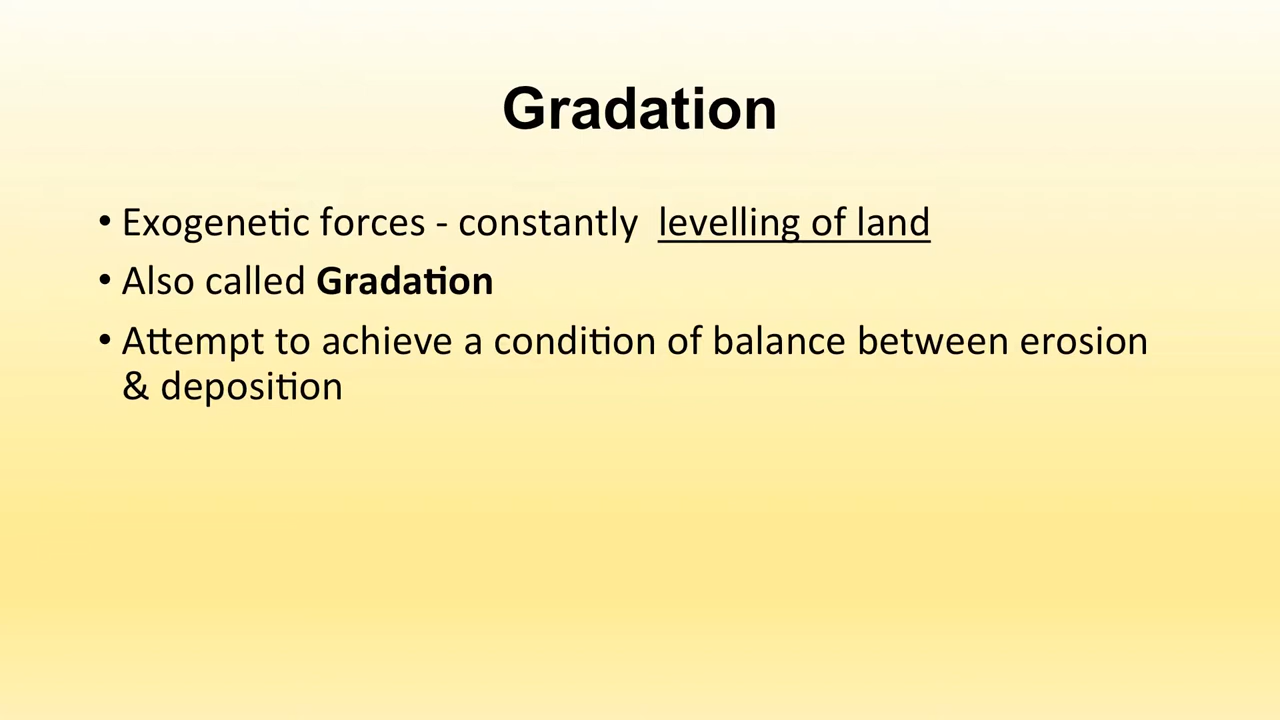 Gradation
• Exogenetic forces - constantly  levelling of land
• Also called Gradation
• Attempt to achieve a condition of balance between erosion
& deposition